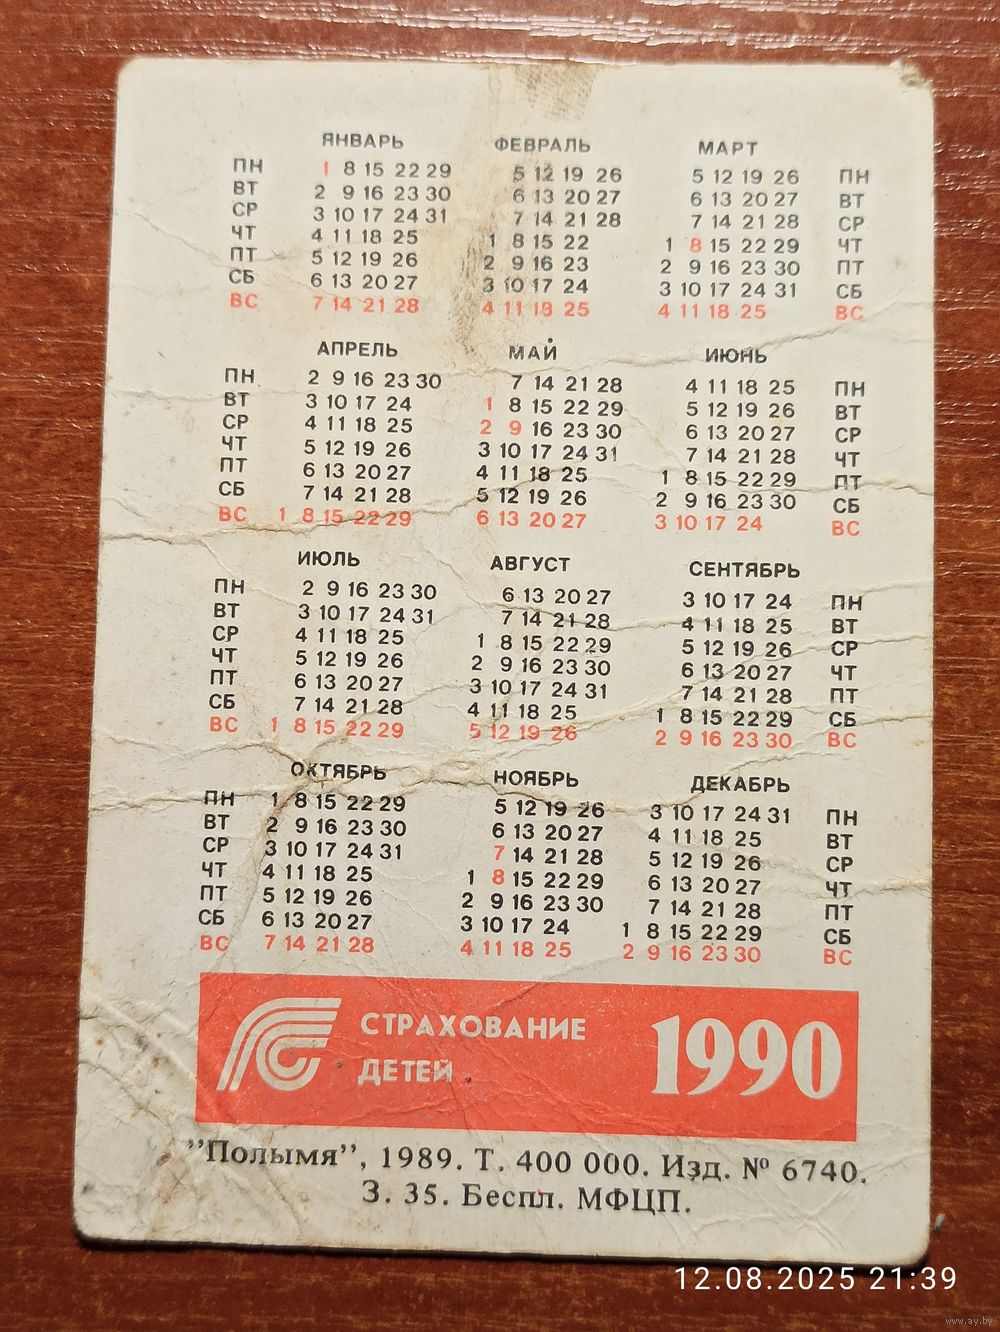 ЯНВАРЬ ФЕВРАЛЬ МАРТ
ПН 1 8 15 22 29 5 12 19 26 5 12 19 26 ПН
ВТ 2 9 16 23 30 6 13 20 27 6 13 20 27 ВТ
СР 3 10 17 24 31 7 14 21 28 7 14 21 28 СР
ЧТ 4 11 18 25 1 8 15 22 1 8 15 22 29 ЧТ
ПТ 5 12 19 26 2 9 16 23 2 9 16 23 30 ПТ
СБ 6 13 20 27 3 10 17 24 3 10 17 24 31 СБ
ВС 7 14 21 28 4 11 18 25 4 11 18 25 ВС
АПРЕЛЬ МАЙ ИЮНЬ
ПН 2 9 16 23 30 7 14 21 28 4 11 18 25 ПН
ВТ 3 10 17 24 1 8 15 22 29 5 12 19 26 ВТ
СР 4 11 18 25 2 9 16 23 30 6 13 20 27 СР
ЧТ 5 12 19 26 3 10 17 24 31 7 14 21 28 ЧТ
ПТ 6 13 20 27 4 11 18 25 1 8 15 22 29 ПТ
СБ 7 14 21 28 5 12 19 26 2 9 16 23 30 СБ
ВС 1 8 15 22 29 6 13 20 27 3 10 17 24 ВС
ИЮЛЬ АВГУСТ СЕНТЯБРЬ
ПН 2 9 16 23 30 6 13 20 27 3 10 17 24 ПН
ВТ 3 10 17 24 31 7 14 21 28 4 11 18 25 ВТ
СР 4 11 18 25 1 8 15 22 29 5 12 19 26 СР
ЧТ 5 12 19 26 2 9 16 23 30 6 13 20 27 ЧТ
ПТ 6 13 20 27 3 10 17 24 31 7 14 21 28 ПТ
СБ 7 14 21 28 4 11 18 25 1 8 15 22 29 СБ
ВС 1 8 15 22 29 5 12 19 26 2 9 16 23 30 ВС
ОКТЯБРЬ НОЯБРЬ ДЕКАБРЬ
ПН 1 8 15 22 29 5 12 19 26 3 10 17 24 31 ПН
ВТ 2 9 16 23 30 6 13 20 27 4 11 18 25 ВТ
СР 3 10 17 24 31 7 14 21 28 5 12 19 26 СР
ЧТ 4 11 18 25 1 8 15 22 29 6 13 20 27 ЧТ
ПТ 5 12 19 26 2 9 16 23 30 7 14 21 28 ПТ
СБ 6 13 20 27 3 10 17 24 1 8 15 22 29 СБ
ВС 7 14 21 28 4 11 18 25 2 9 16 23 30 ВС
СТРАХОВАНИЕ
ДЕТЕЙ
1990
”Полымя”, 1989. Т. 400 000. Изд. № 6740.
З. 35. Беспл. МФЦП.
12.08.2025 21:39
www.ay.by